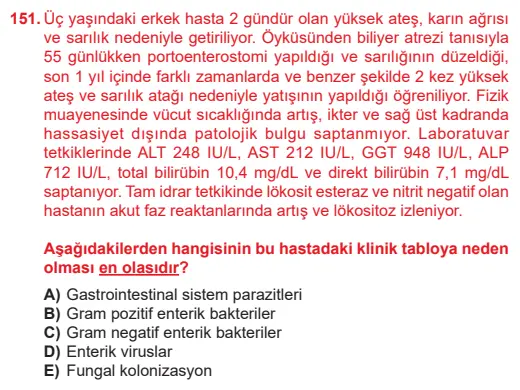 151. Üç yaşındaki erkek hasta 2 gündür olan yüksek ateş, karın ağrısı
ve sarılık nedeniyle getiriliyor. Öyküsünden biliyer atrezi tanısıyla
55 günlükken portoenterostomi yapıldığı ve sarılığının düzeldiği,
son 1 yıl içinde farklı zamanlarda ve benzer şekilde 2 kez yüksek
ateş ve sarılık atağı nedeniyle yatışının yapıldığı öğreniliyor. Fizik
muayenesinde vücut sıcaklığında artış, ikter ve sağ üst kadranda
hassasiyet dışında patolojik bulgu saptanmıyor. Laboratuvar
tetkiklerinde ALT 248 IU/L, AST 212 IU/L, GGT 948 IU/L, ALP
712 IU/L, total bilirübin 10,4 mg/dL ve direkt bilirübin 7,1 mg/dL
saptanıyor. Tam idrar tetkikinde lökosit esteraz ve nitrit negatif olan
hastanın akut faz reaktanlarında artış ve lökositoz izleniyor.
Aşağıdakilerden hangisinin bu hastadaki klinik tabloya neden
olması en olasıdır?
A) Gastrointestinal sistem parazitleri
B) Gram pozitif enterik bakteriler
C) Gram negatif enterik bakteriler
D) Enterik viruslar
E) Fungal kolonizasyon